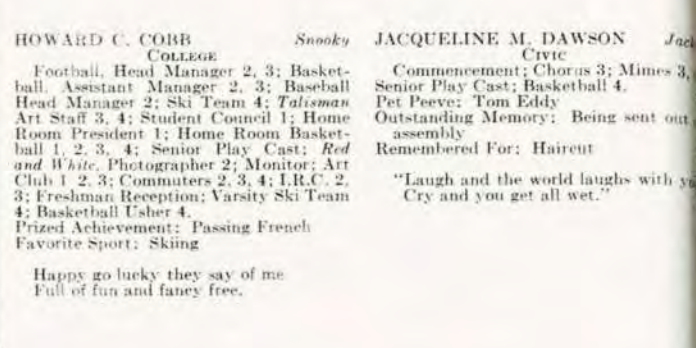 HOWARD C. COBB Snooky
COLLEGE
Football, Head Manager 2, 3; Basket-
ball, Assistant Manager 2, 3; Baseball
Head Manager 2; Ski Team 4; Talisman
Art Staff 3, 4; Student Council 1; Home
Room President 1; Home Room Basket-
ball 1, 2, 3, 4; Senior Play Cast; Red
and White, Photographer 2; Monitor; Art
Club 1 2, 3; Commuters 2, 3, 4; I.R.C. 2,
3; Freshman Reception; Varsity Ski Team
4; Basketball Usher 4.
Prized Achievement: Passing French
Favorite Sport: Skiing
Happy go lucky they say of me
Full of fun and fancy free.
JACQUELINE M. DAWSON
CIVIC
Commencement; Chorus 3; Mimes 3,
Senior Play Cast; Basketball 4.
Pet Peeve: Tom Eddy
Outstanding Memory: Being sent out
assembly
Remembered For: Haircut
"Laugh and the world laughs with
Cry and you get all wet."